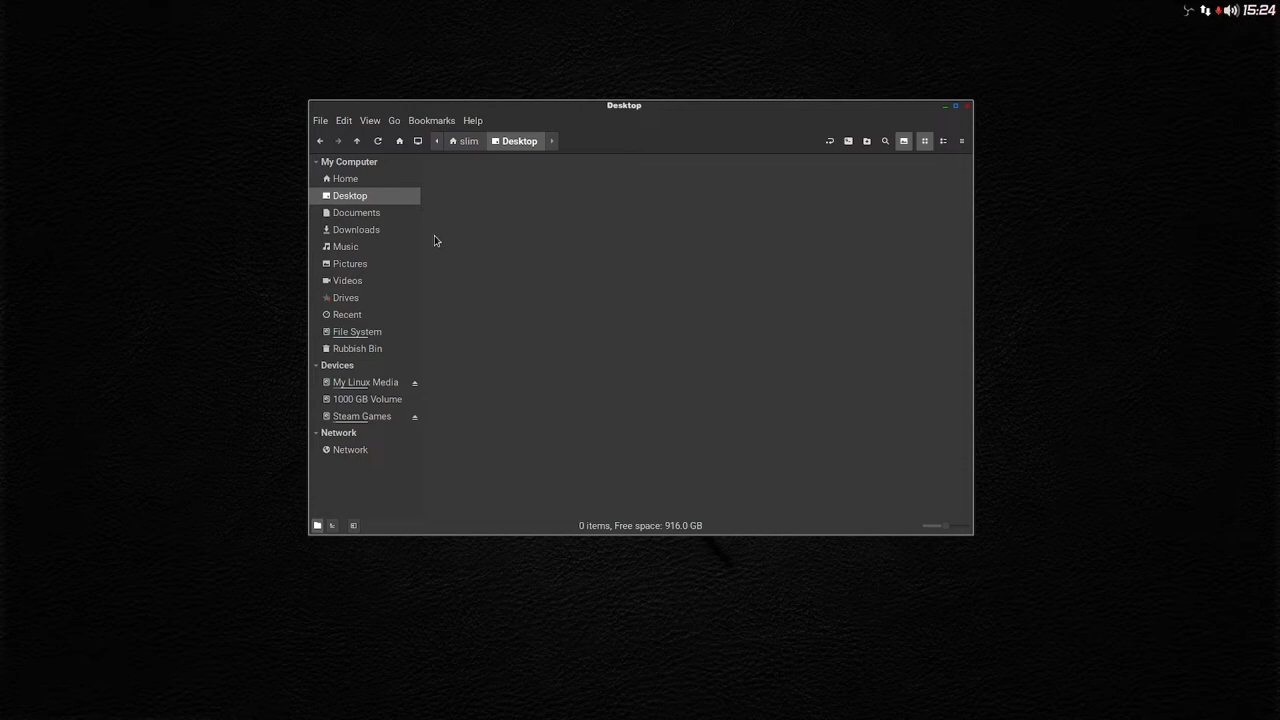 15:24
Desktop
File Edit View Go Bookmarks Help
slim Desktop
My Computer
Home
Desktop
Documents
Downloads
Music
Pictures
Videos
Drives
Recent
File System
Rubbish Bin
Devices
My Linux Media
1000 GB Volume
Steam Games
Network
Network
0 items, Free space: 916.0 GB